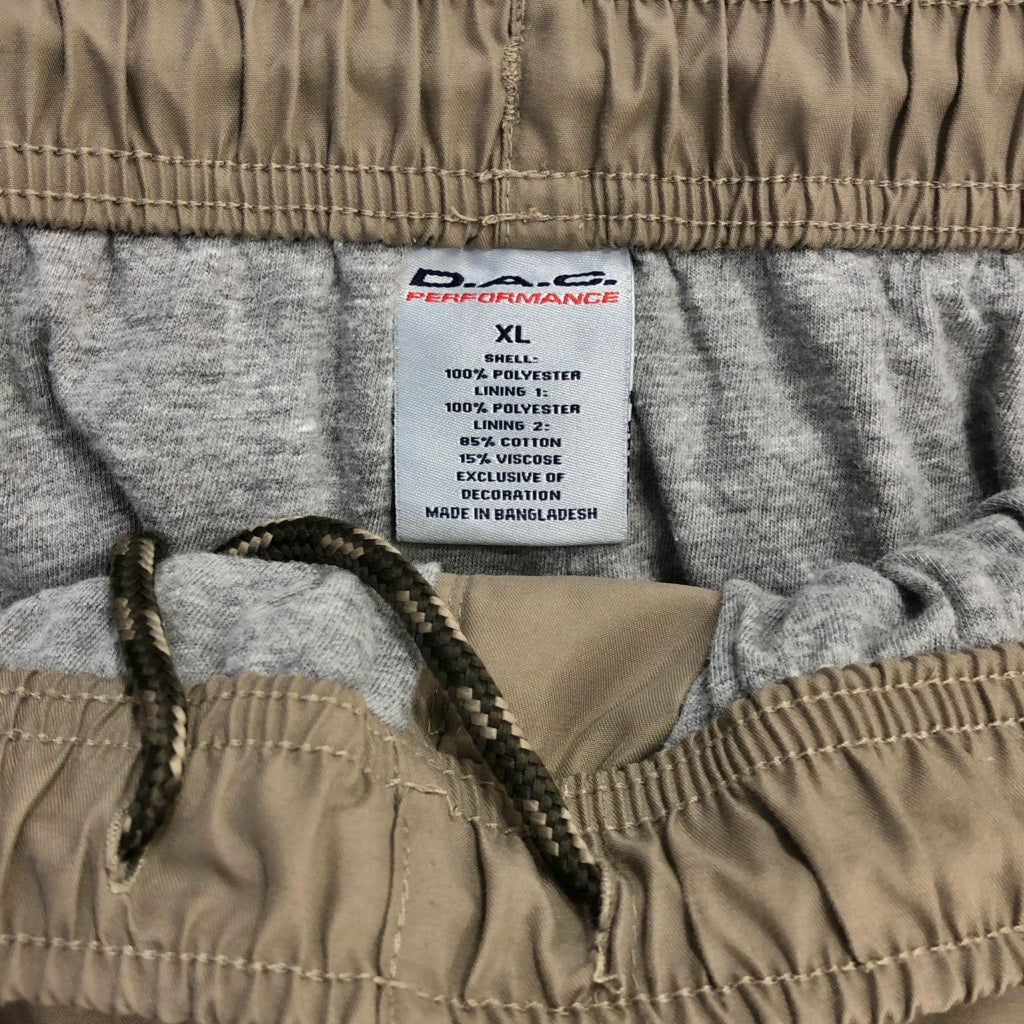 D.A.C.
PERFORMANCE
XL
SHELL:
100% POLYESTER
LINING 1:
100% POLYESTER
LINING 2:
85% COTTON
15% VISCOSE
EXCLUSIVE OF
DECORATION
MADE IN BANGLADESH